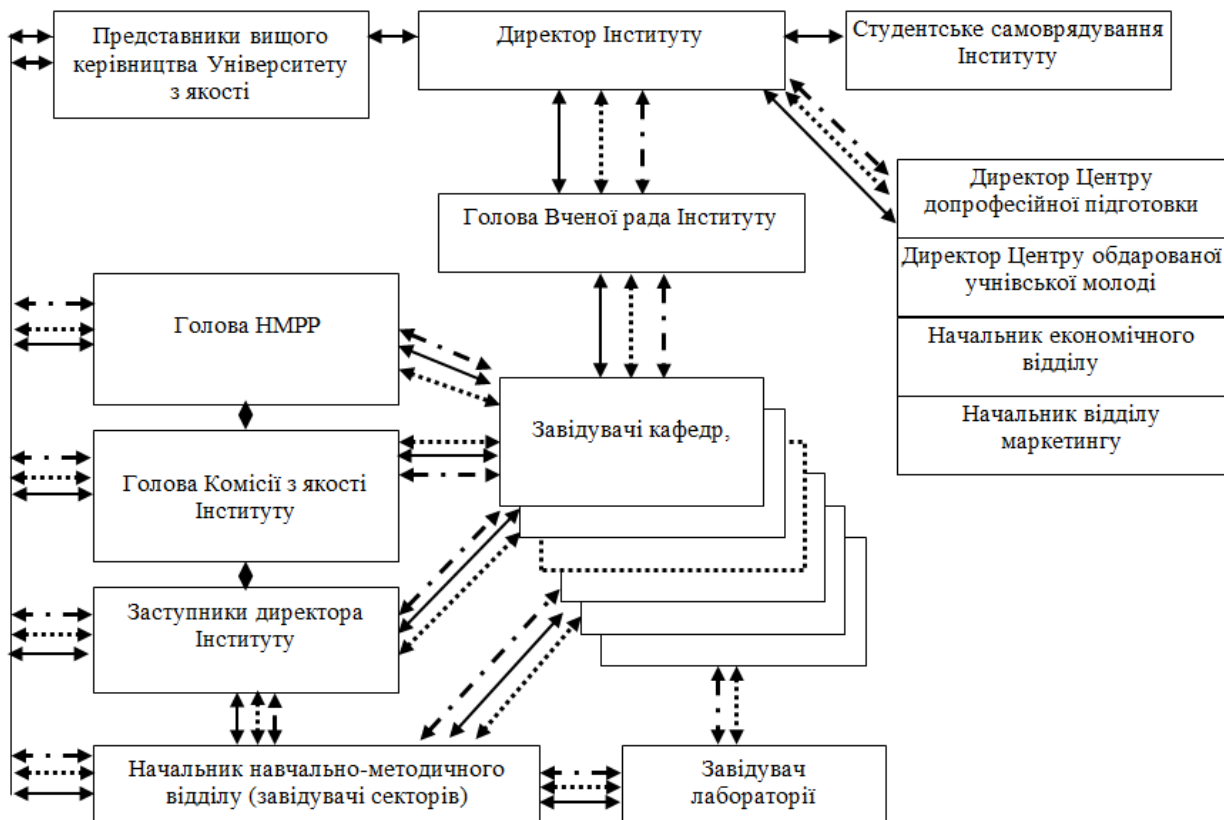 Представники вищого
керівництва Університету
з якості
Директор Інституту
Студентське самоврядування
Інституту
Директор Центру
допрофесійної підготовки
Директор Центру обдарованої
учнівської молоді
Начальник економічного
відділу
Начальник відділу
маркетингу
Голова Вченої рада Інституту
Голова НМРР
Завідувачі кафедр,
Голова Комісії з якості
Інституту
Заступники директора
Інституту
Начальник навчально-методичного
відділу (завідувачі секторів)
Завідувач
лабораторії